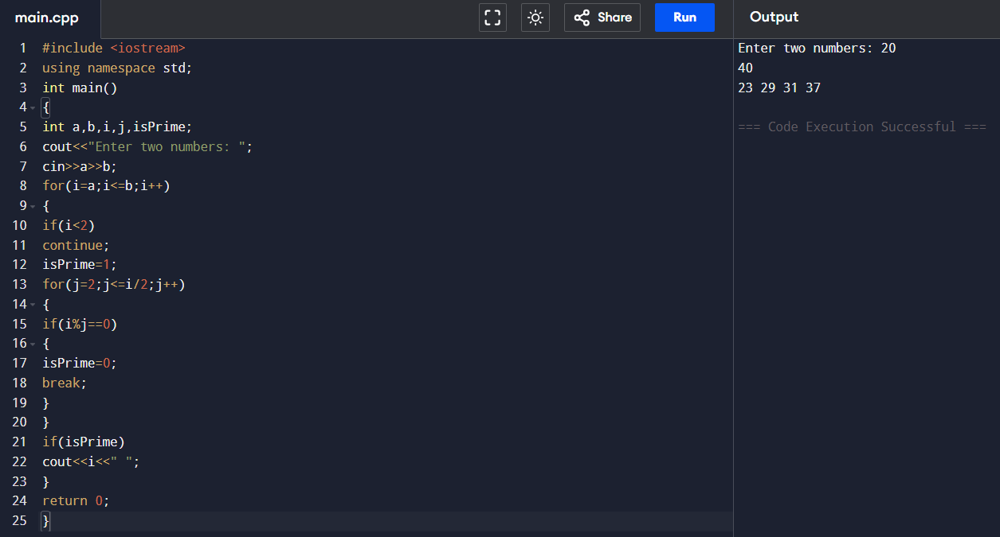 main.cpp
Share
Run
Output
1 #include <iostream>
2 using namespace std;
3 int main()
4 {
5 int a,b,i,j,isPrime;
6 cout<<"Enter two numbers: ";
7 cin>>a>>b;
8 for(i=a;i<=b;i++)
9 {
10 if(i<2)
11 continue;
12 isPrime=1;
13 for(j=2;j<=i/2;j++)
14 {
15 if(i%j==0)
16 {
17 isPrime=0;
18 break;
19 }
20 }
21 if(isPrime)
22 cout<<i<<" ";
23 }
24 return 0;
25 }
Enter two numbers: 20
40
23 29 31 37
=== Code Execution Successful ===